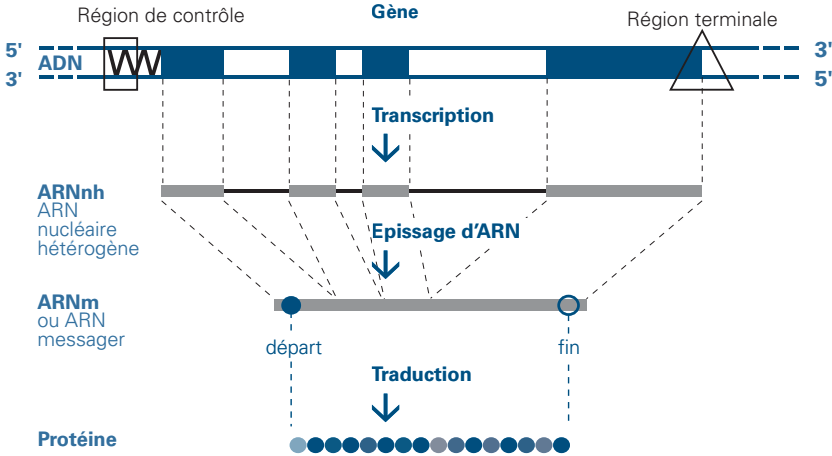 Région de contrôle
Gène
Région terminale
5'
3'
ADN
3'
5'
Transcription
ARNnh
ARN
nucléaire
hétérogène
Epissage d'ARN
ARNm
ou ARN
messager
départ
fin
Traduction
Protéine